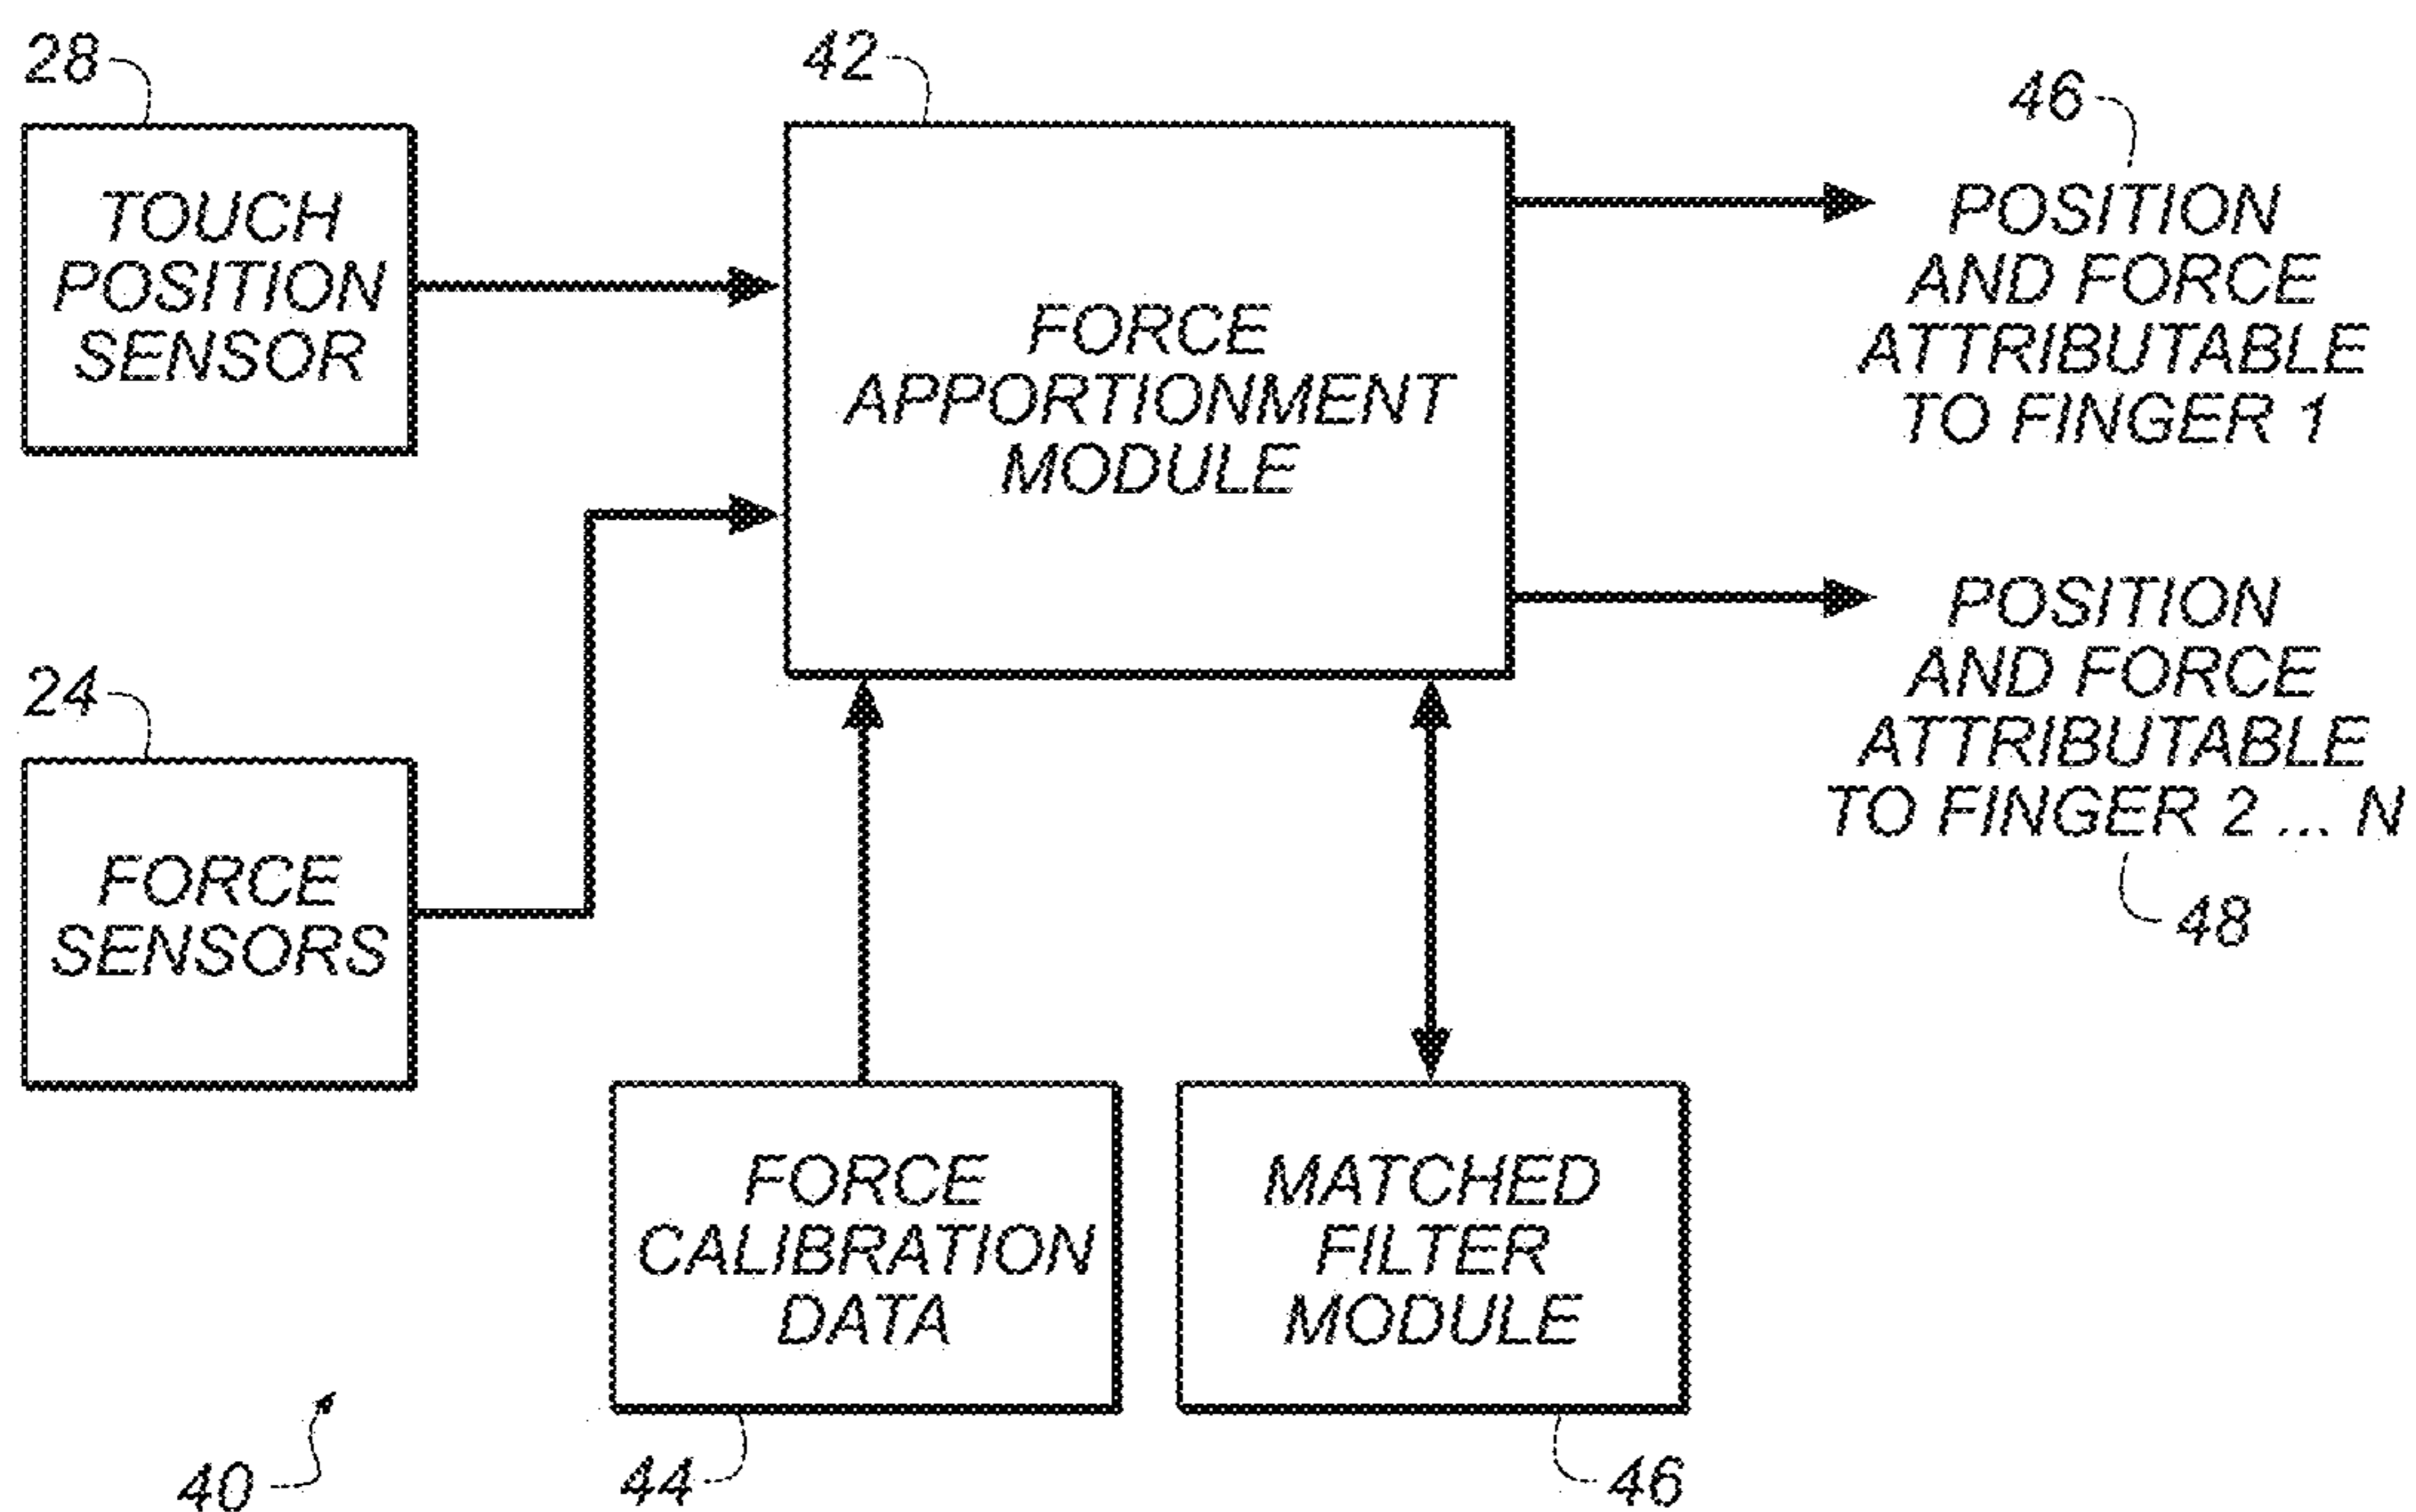 28
TOUCH
POSITION
SENSOR
42
FORCE
APPORTIONMENT
MODULE
46
POSITION
AND FORCE
ATTRIBUTABLE
TO FINGER 1
POSITION
AND FORCE
ATTRIBUTABLE
TO FINGER 2 ... N
48
24
FORCE
SENSORS
FORCE
CALIBRATION
DATA
44
MATCHED
FILTER
MODULE
46
40